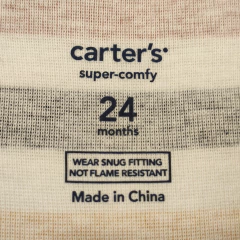 carter's
super-comfy
24
months
WEAR SNUG FITTING
NOT FLAME RESISTANT
Made in China